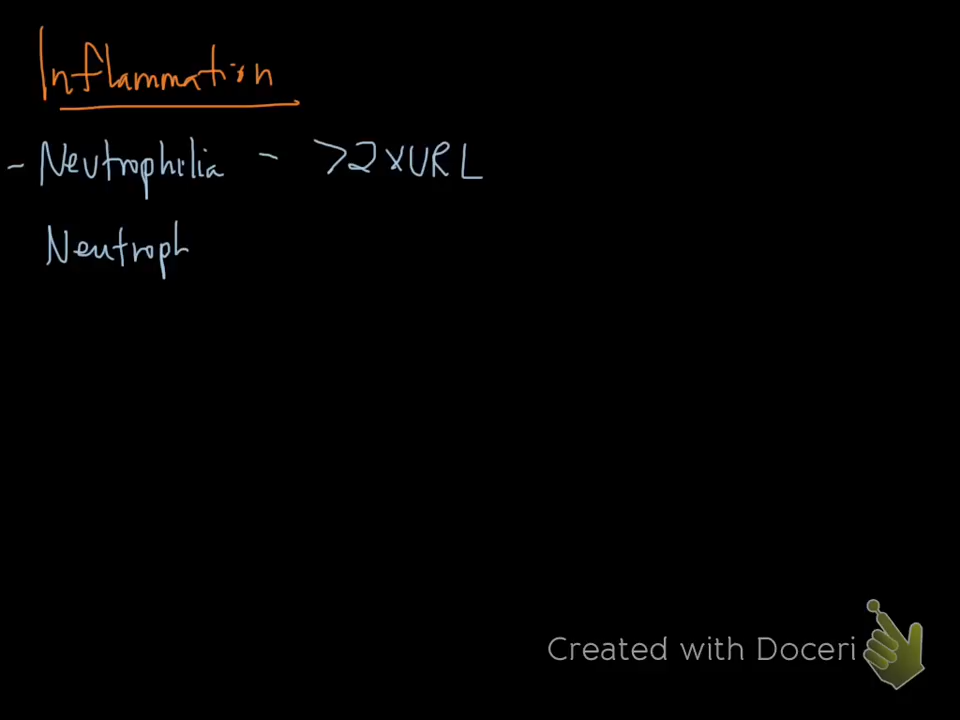 Inflammation
- Neutrophilia - >2xURL
Neutroph
Created with Doceri